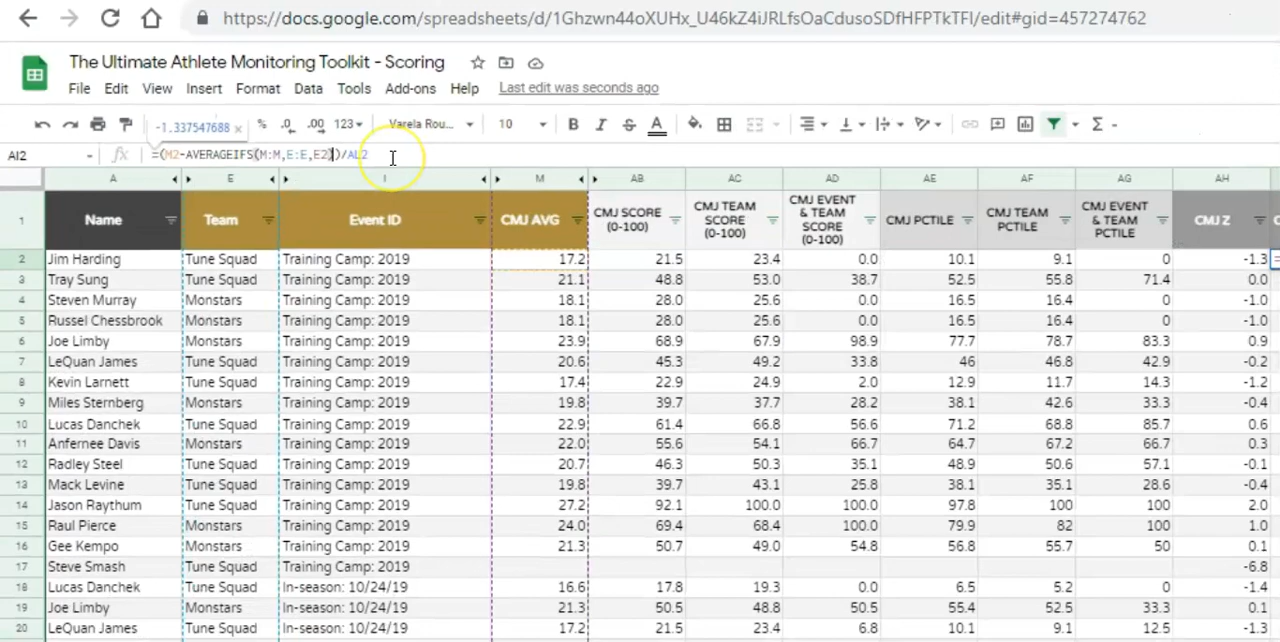 https://docs.google.com/spreadsheets/d/1Ghzwn44oXUHx_U46kZ4iJRLfsOaCdusoSDfHFPTkTFI/edit#gid=457274762
The Ultimate Athlete Monitoring Toolkit - Scoring
File Edit View Insert Format Data Tools Add-ons Help Last edit was seconds ago
-1.337547688 x % .0 .00 123 Varela Rou... 10 B I S A Σ
AI2 fx =(M2-AVERAGEIFS(M:M,E:E,E2))/AL2
A E I M AB AC AD AE AF AG AH
1 Name Team Event ID CMJ AVG CMJ SCORE (0-100) CMJ TEAM SCORE (0-100) CMJ EVENT & TEAM SCORE (0-100) CMJ PCTILE CMJ TEAM PCTILE CMJ EVENT & TEAM PCTILE CMJ Z
2 Jim Harding Tune Squad Training Camp: 2019 17.2 21.5 23.4 0.0 10.1 9.1 0 -1.3 =
3 Tray Sung Tune Squad Training Camp: 2019 21.1 48.8 53.0 38.7 52.5 55.8 71.4 0.0
4 Steven Murray Monstars Training Camp: 2019 18.1 28.0 25.6 0.0 16.5 16.4 0 -1.0
5 Russel Chessbrook Monstars Training Camp: 2019 18.1 28.0 25.6 0.0 16.5 16.4 0 -1.0
6 Joe Limby Monstars Training Camp: 2019 23.9 68.9 67.9 98.9 77.7 78.7 83.3 0.9
7 LeQuan James Tune Squad Training Camp: 2019 20.6 45.3 49.2 33.8 46 46.8 42.9 -0.2
8 Kevin Larnett Tune Squad Training Camp: 2019 17.4 22.9 24.9 2.0 12.9 11.7 14.3 -1.2
9 Miles Sternberg Monstars Training Camp: 2019 19.8 39.7 37.7 28.2 38.1 42.6 33.3 -0.4
10 Lucas Danchek Tune Squad Training Camp: 2019 22.9 61.4 66.8 56.6 71.2 68.8 85.7 0.6
11 Anfernee Davis Monstars Training Camp: 2019 22.0 55.6 54.1 66.7 64.7 67.2 66.7 0.3
12 Radley Steel Tune Squad Training Camp: 2019 20.7 46.3 50.3 35.1 48.9 50.6 57.1 -0.1
13 Mack Levine Tune Squad Training Camp: 2019 19.8 39.7 43.1 25.8 38.1 35.1 28.6 -0.4
14 Jason Raythum Tune Squad Training Camp: 2019 27.2 92.1 100.0 100.0 97.8 100 100 2.0
15 Raul Pierce Monstars Training Camp: 2019 24.0 69.4 68.4 100.0 79.9 82 100 1.0
16 Gee Kempo Monstars Training Camp: 2019 21.3 50.7 49.0 54.8 56.8 55.7 50 0.1
17 Steve Smash Tune Squad Training Camp: 2019 -6.8
18 Lucas Danchek Tune Squad In-season: 10/24/19 16.6 17.8 19.3 0.0 6.5 5.2 0 -1.4
19 Joe Limby Monstars In-season: 10/24/19 21.3 50.5 48.8 50.5 55.4 52.5 33.3 0.1
20 LeQuan James Tune Squad In-season: 10/24/19 17.2 21.5 23.4 6.8 10.1 9.1 12.5 -1.3